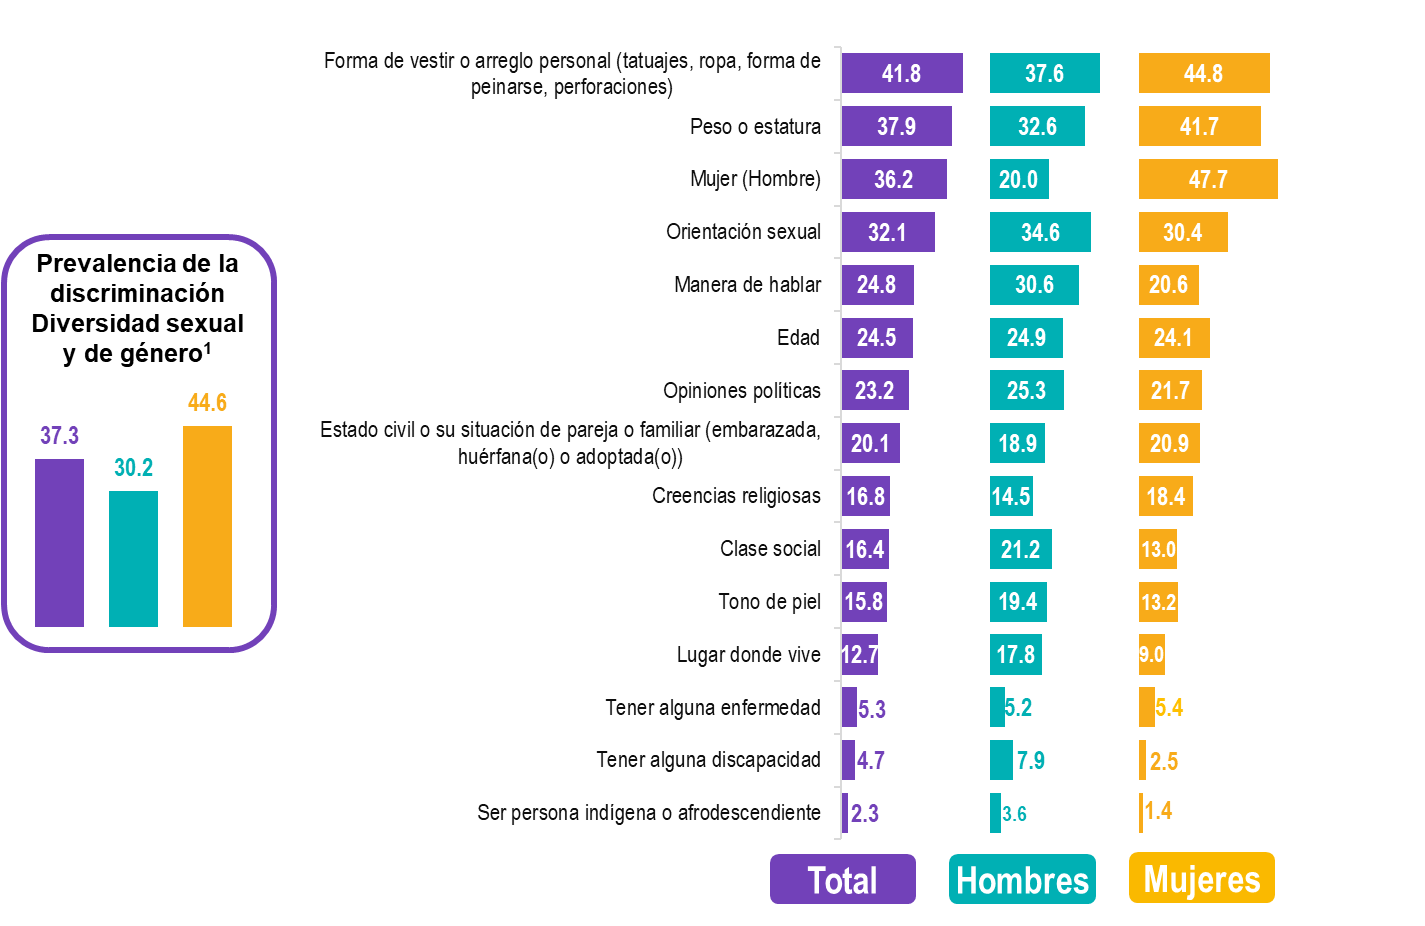 Prevalencia de la
discriminación
Diversidad sexual
y de género¹
37.3
30.2
44.6
Forma de vestir o arreglo personal (tatuajes, ropa, forma de
peinarse, perforaciones)
41.8 37.6 44.8
Peso o estatura 37.9 32.6 41.7
Mujer (Hombre) 36.2 20.0 47.7
Orientación sexual 32.1 34.6 30.4
Manera de hablar 24.8 30.6 20.6
Edad 24.5 24.9 24.1
Opiniones políticas 23.2 25.3 21.7
Estado civil o su situación de pareja o familiar (embarazada,
huérfana(o) o adoptada(o))
20.1 18.9 20.9
Creencias religiosas 16.8 14.5 18.4
Clase social 16.4 21.2 13.0
Tono de piel 15.8 19.4 13.2
Lugar donde vive 12.7 17.8 9.0
Tener alguna enfermedad 5.3 5.2 5.4
Tener alguna discapacidad 4.7 7.9 2.5
Ser persona indígena o afrodescendiente 2.3 3.6 1.4
Total Hombres Mujeres